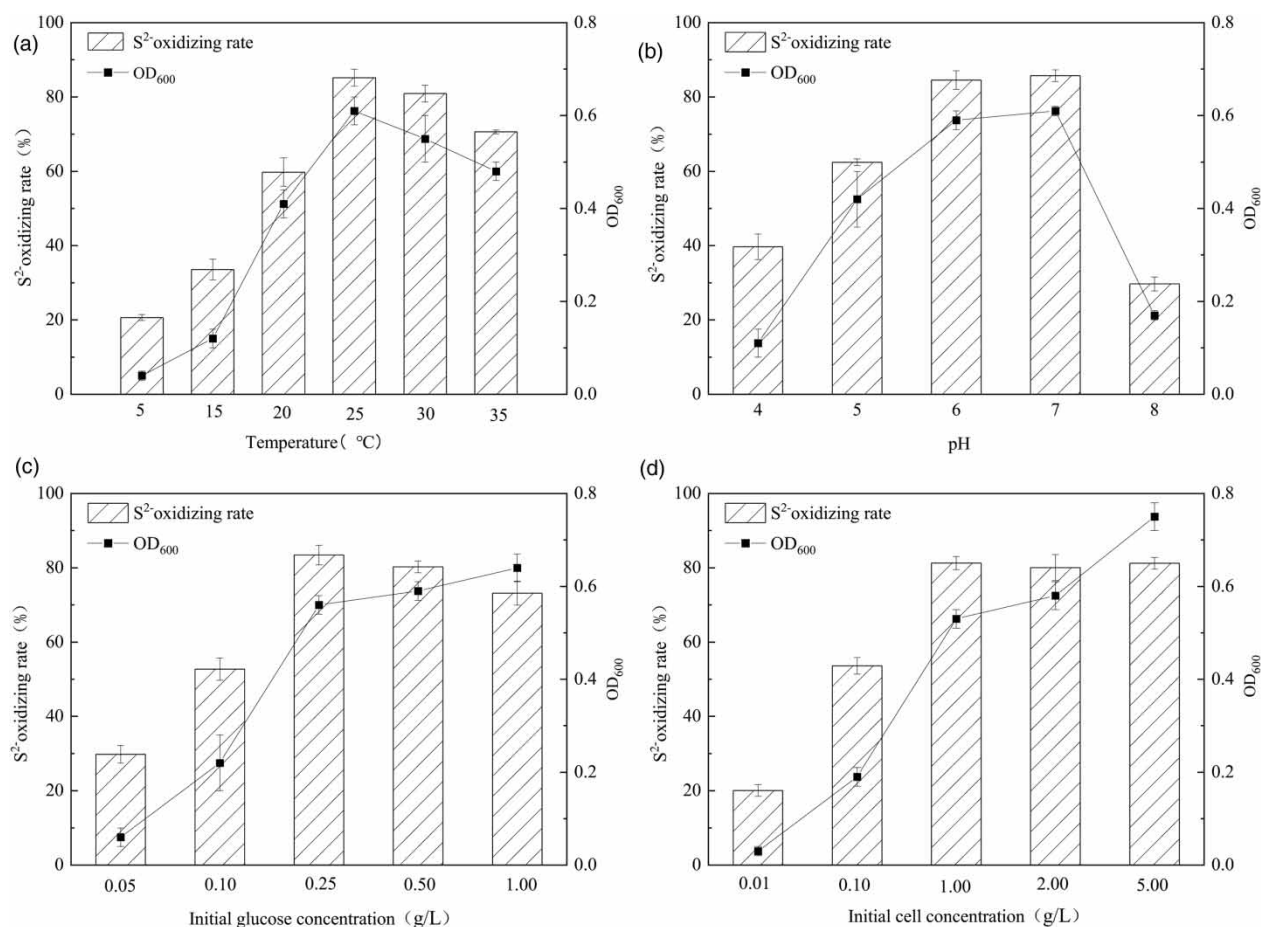 (a)
S²⁻oxidizing rate
OD₆₀₀
100
80
60
40
20
0
S²⁻oxidizing rate (%)
0.8
0.6
0.4
0.2
0.0
OD₆₀₀
5 15 20 25 30 35
Temperature( °C)
(b)
S²⁻oxidizing rate
OD₆₀₀
100
80
60
40
20
0
S²⁻oxidizing rate (%)
0.8
0.6
0.4
0.2
0.0
OD₆₀₀
4 5 6 7 8
pH
(c)
S²⁻oxidizing rate
OD₆₀₀
100
80
60
40
20
0
S²⁻oxidizing rate (%)
0.8
0.6
0.4
0.2
0.0
OD₆₀₀
0.05 0.10 0.25 0.50 1.00
Initial glucose concentration (g/L)
(d)
S²⁻oxidizing rate
OD₆₀₀
100
80
60
40
20
0
S²⁻oxidizing rate (%)
0.8
0.6
0.4
0.2
0.0
OD₆₀₀
0.01 0.10 1.00 2.00 5.00
Initial cell concentration (g/L)